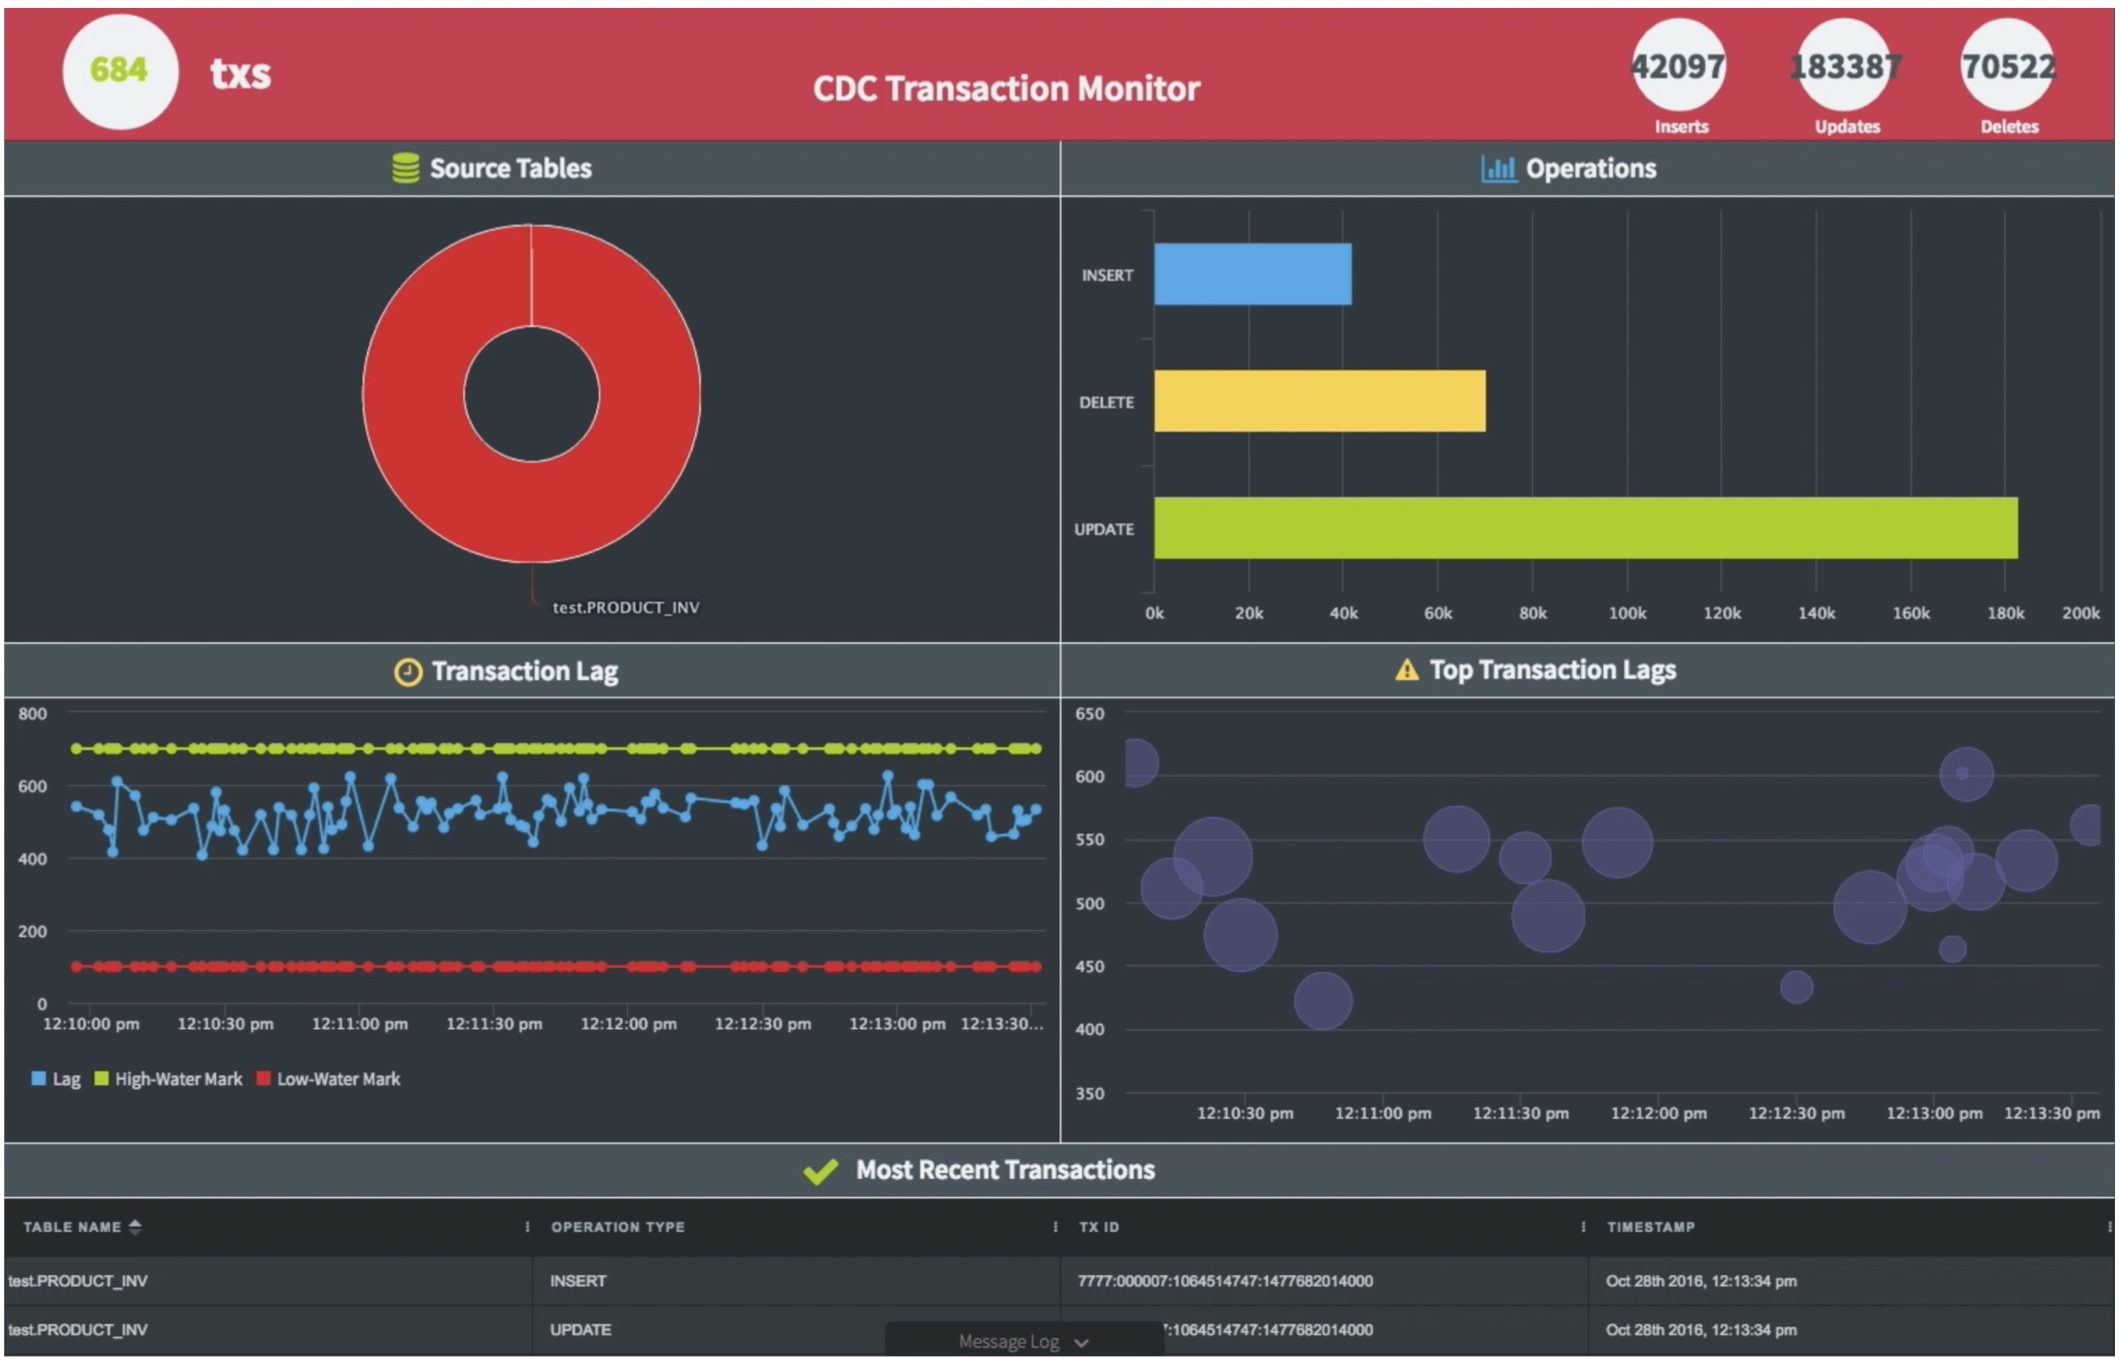 684 txs
CDC Transaction Monitor
42097 183387 70522
Inserts Updates Deletes
Source Tables
test.PRODUCT_INV
Operations
INSERT
DELETE
UPDATE
0k 20k 40k 60k 80k 100k 120k 140k 160k 180k 200k
Transaction Lag
800
600
400
200
0
12:10:00 pm 12:10:30 pm 12:11:00 pm 12:11:30 pm 12:12:00 pm 12:12:30 pm 12:13:00 pm 12:13:30...
Lag High-Water Mark Low-Water Mark
Top Transaction Lags
650
600
550
500
450
400
350
12:10:30 pm 12:11:00 pm 12:11:30 pm 12:12:00 pm 12:12:30 pm 12:13:00 pm 12:13:30 pm
Most Recent Transactions
TABLE NAME OPERATION TYPE TX ID TIMESTAMP
test.PRODUCT_INV INSERT 7777:000007:1064514747:1477682014000 Oct 28th 2016, 12:13:34 pm
test.PRODUCT_INV UPDATE 7:1064514747:1477682014000 Oct 28th 2016, 12:13:34 pm
Message Log